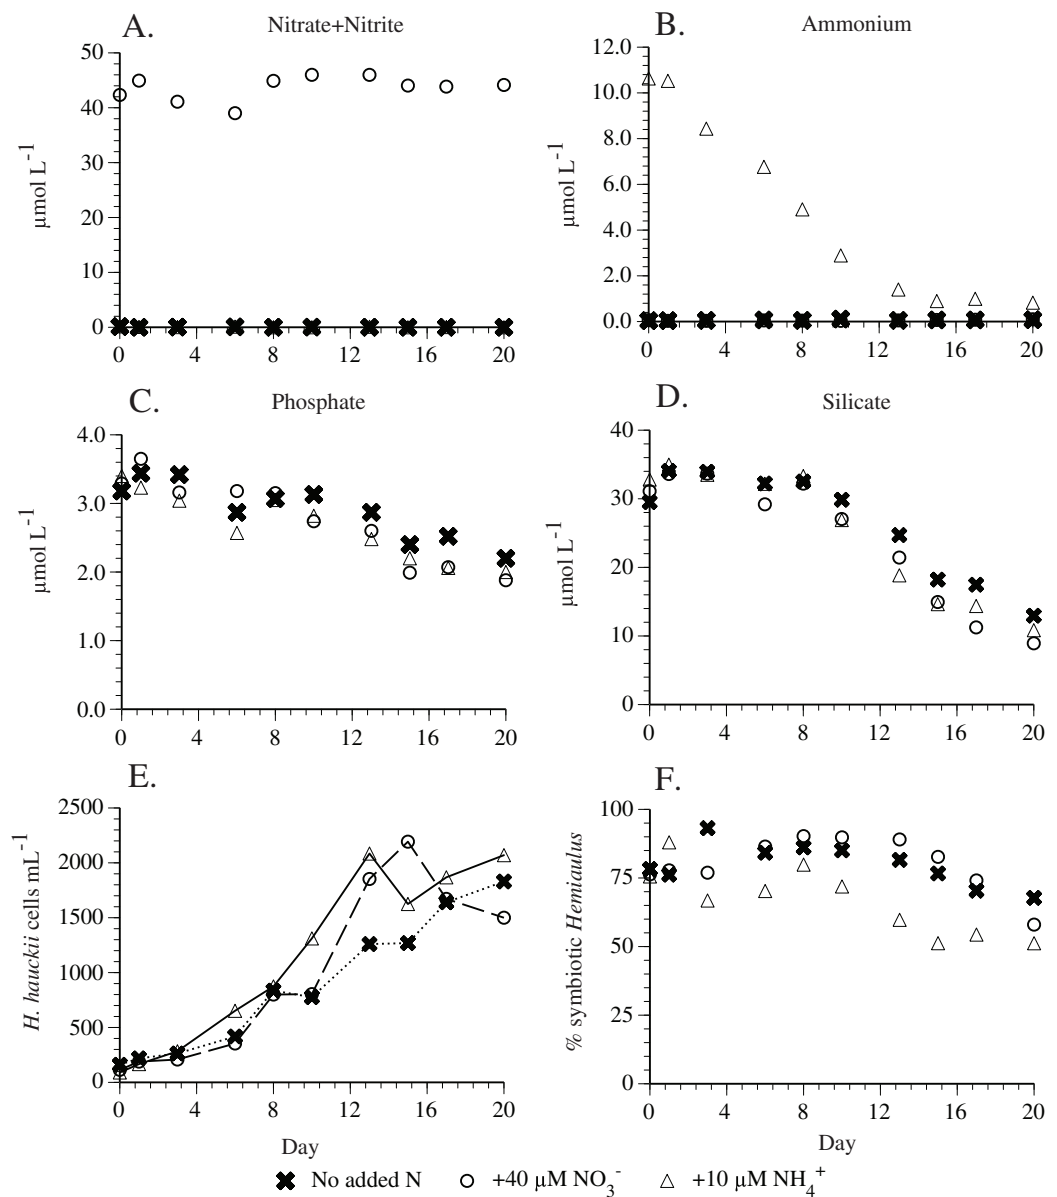 A. Nitrate+Nitrite
50
40
30
20
10
0
µmol L⁻¹
0 4 8 12 16 20
B. Ammonium
12.0
10.0
8.0
6.0
4.0
2.0
0.0
µmol L⁻¹
0 4 8 12 16 20
C. Phosphate
4.0
3.0
2.0
1.0
0.0
µmol L⁻¹
0 4 8 12 16 20
D. Silicate
40
30
20
10
0
µmol L⁻¹
0 4 8 12 16 20
E.
2500
2000
1500
1000
500
0
H. hauckii cells mL⁻¹
0 4 8 12 16 20
Day
F.
100
75
50
25
0
% symbiotic Hemiaulus
0 4 8 12 16 20
Day
No added N +40 µM NO₃⁻ +10 µM NH₄⁺